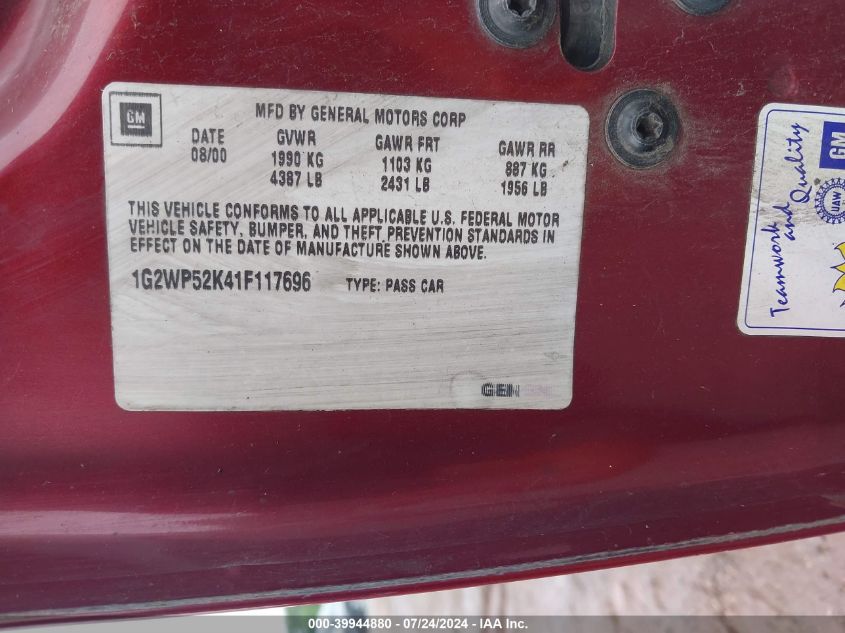 GM
MFD BY GENERAL MOTORS CORP
DATE GVWR GAWR FRT GAWR RR
08/00 1990 KG 1103 KG 887 KG
4387 LB 2431 LB 1956 LB
THIS VEHICLE CONFORMS TO ALL APPLICABLE U.S. FEDERAL MOTOR
VEHICLE SAFETY, BUMPER, AND THEFT PREVENTION STANDARDS IN
EFFECT ON THE DATE OF MANUFACTURE SHOWN ABOVE.
1G2WP52K41F117696 TYPE: PASS CAR
Teamwork
and Quality
GM
UAW
000-39944880 - 07/24/2024 - IAA Inc.